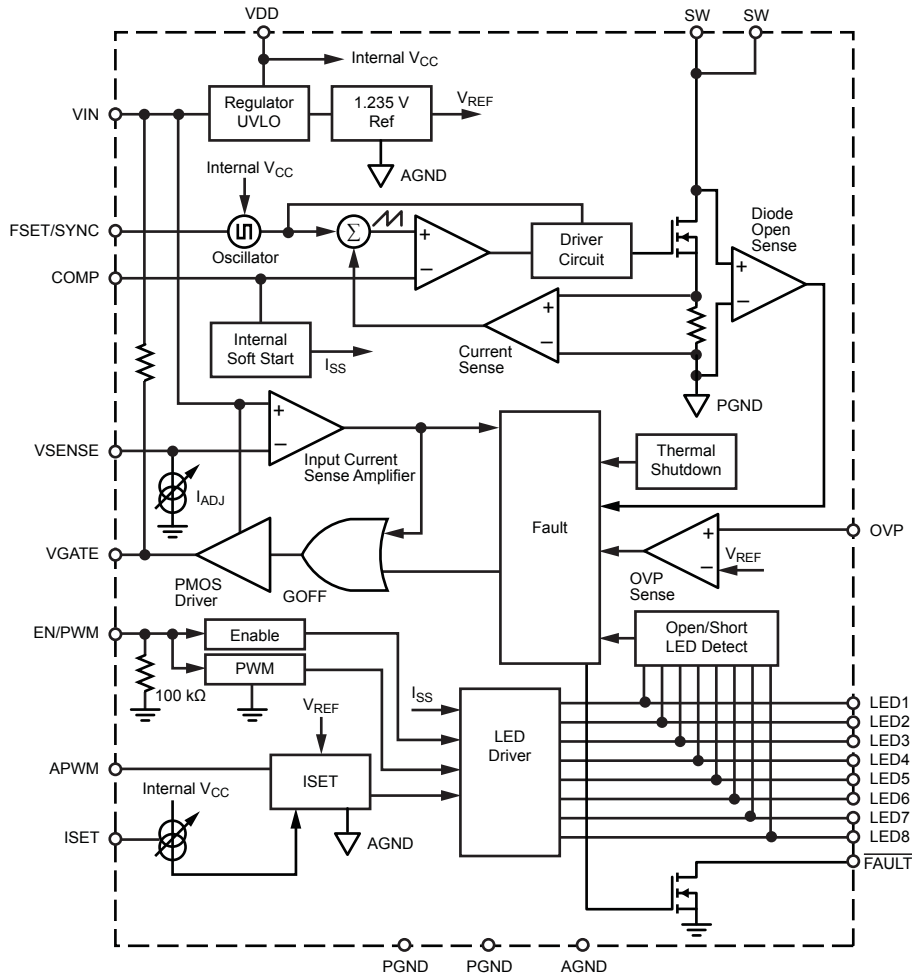 VDD
SW
SW
Internal VCC
VIN
Regulator
UVLO
1.235 V
Ref
VREF
AGND
Internal VCC
FSET/SYNC
Oscillator
Σ
+
−
Driver
Circuit
Diode
Open
Sense
+
−
COMP
Internal
Soft Start
ISS
+
−
Current
Sense
PGND
+
−
VSENSE
IADJ
Input Current
Sense Amplifier
Fault
Thermal
Shutdown
OVP
+
−
VREF
OVP
Sense
VGATE
PMOS
Driver
GOFF
EN/PWM
Enable
PWM
100 kΩ
Open/Short
LED Detect
VREF
ISS
LED
Driver
LED1
LED2
LED3
LED4
LED5
LED6
LED7
LED8
APWM
ISET
Internal VCC
AGND
ISET
FAULT
PGND
PGND
AGND